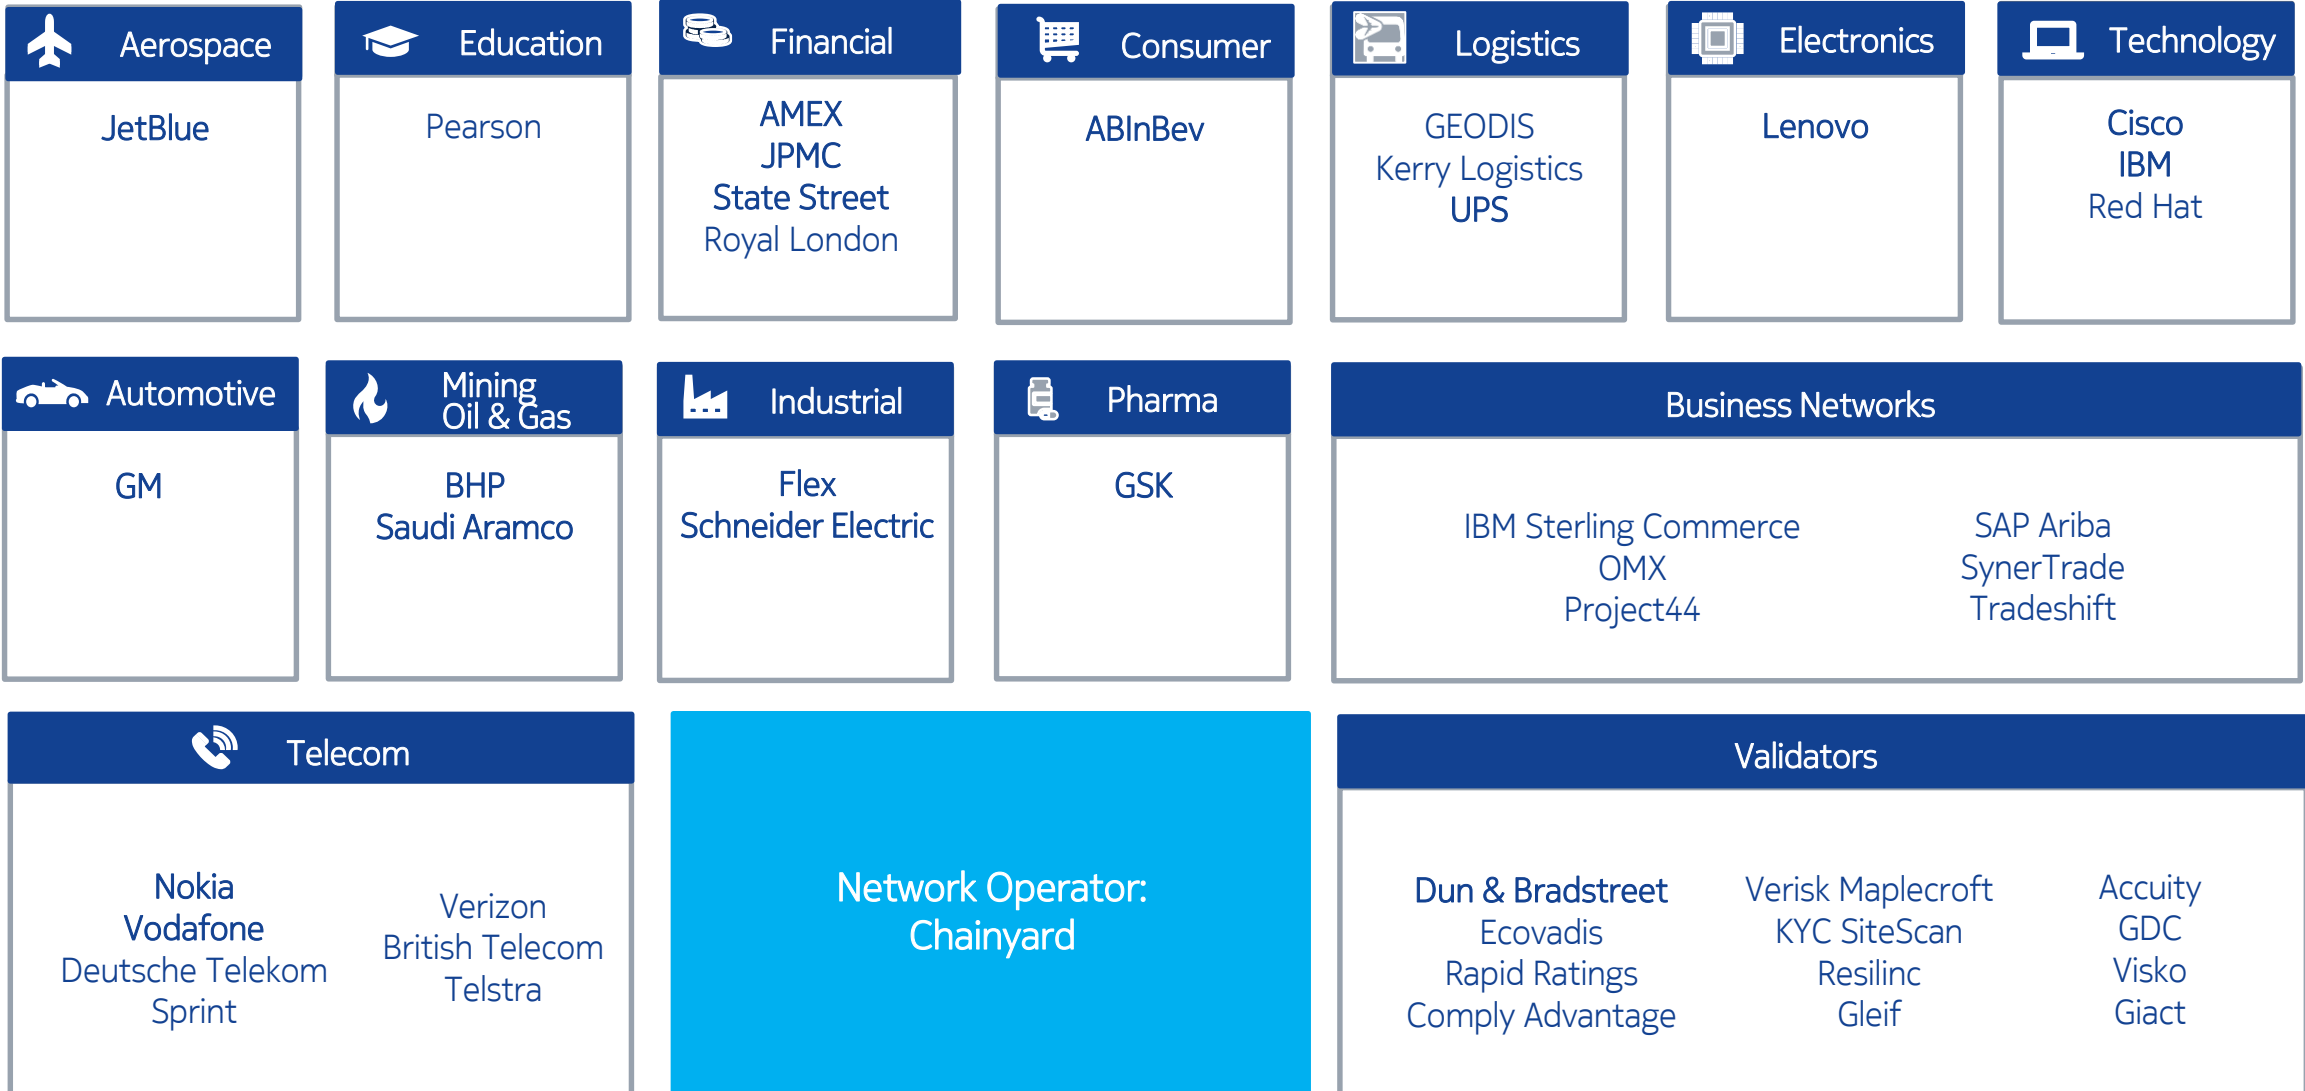 Aerospace
JetBlue
Education
Pearson
Financial
AMEX
JPMC
State Street
Royal London
Consumer
ABInBev
Logistics
GEODIS
Kerry Logistics
UPS
Electronics
Lenovo
Technology
Cisco
IBM
Red Hat
Automotive
GM
Mining
Oil & Gas
BHP
Saudi Aramco
Industrial
Flex
Schneider Electric
Pharma
GSK
Business Networks
IBM Sterling Commerce
OMX
Project44
SAP Ariba
SynerTrade
Tradeshift
Telecom
Nokia
Vodafone
Deutsche Telekom
Sprint
Verizon
British Telecom
Telstra
Network Operator:
Chainyard
Validators
Dun & Bradstreet
Ecovadis
Rapid Ratings
Comply Advantage
Verisk Maplecroft
KYC SiteScan
Resilinc
Gleif
Accuity
GDC
Visko
Giact